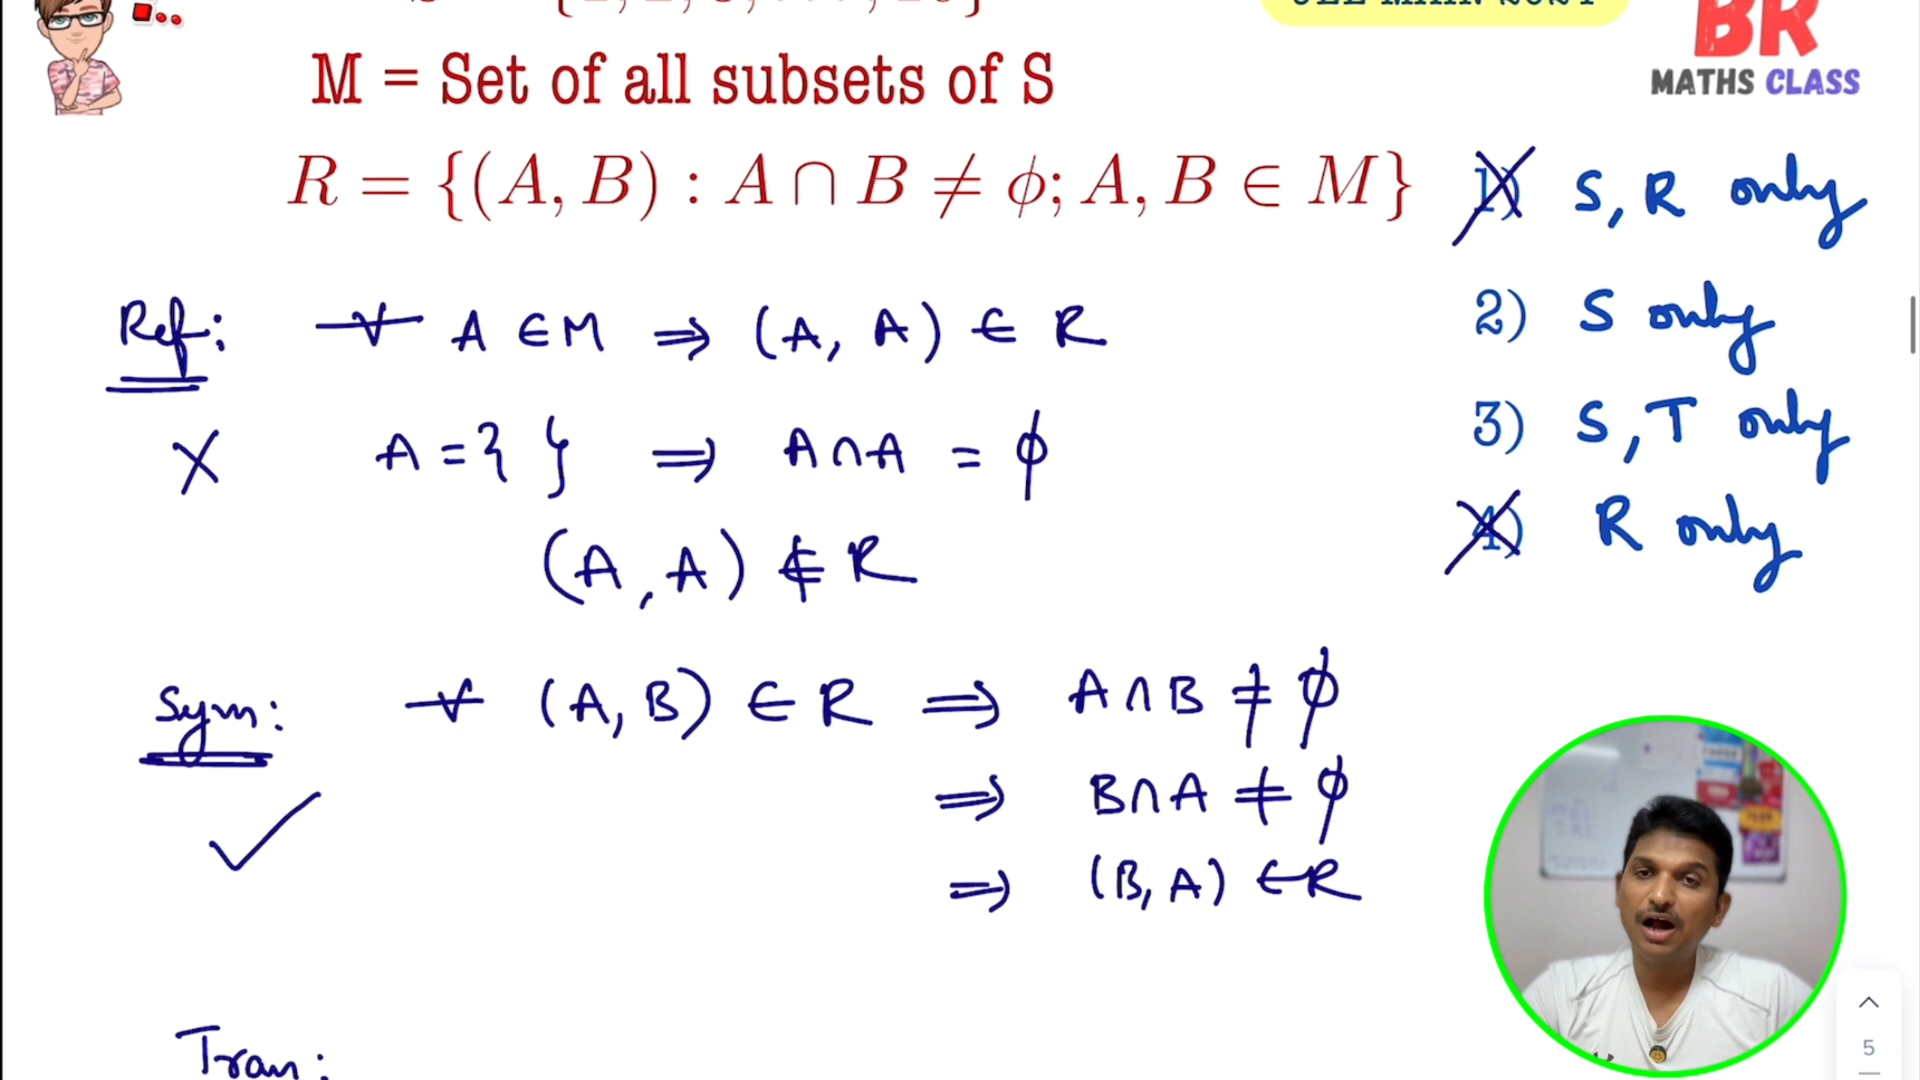 M = Set of all subsets of S
BR
MATHS CLASS
R = {(A, B) : A ∩ B ≠ ϕ; A, B ∈ M}
1) S, R only
2) S only
3) S, T only
4) R only
Ref: ∀ A ∈ M ⇒ (A, A) ∈ R
X A = { } ⇒ A ∩ A = ϕ
(A, A) ∉ R
Sym: ∀ (A, B) ∈ R ⇒ A ∩ B ≠ ϕ
⇒ B ∩ A ≠ ϕ
⇒ (B, A) ∈ R
Tran:
5